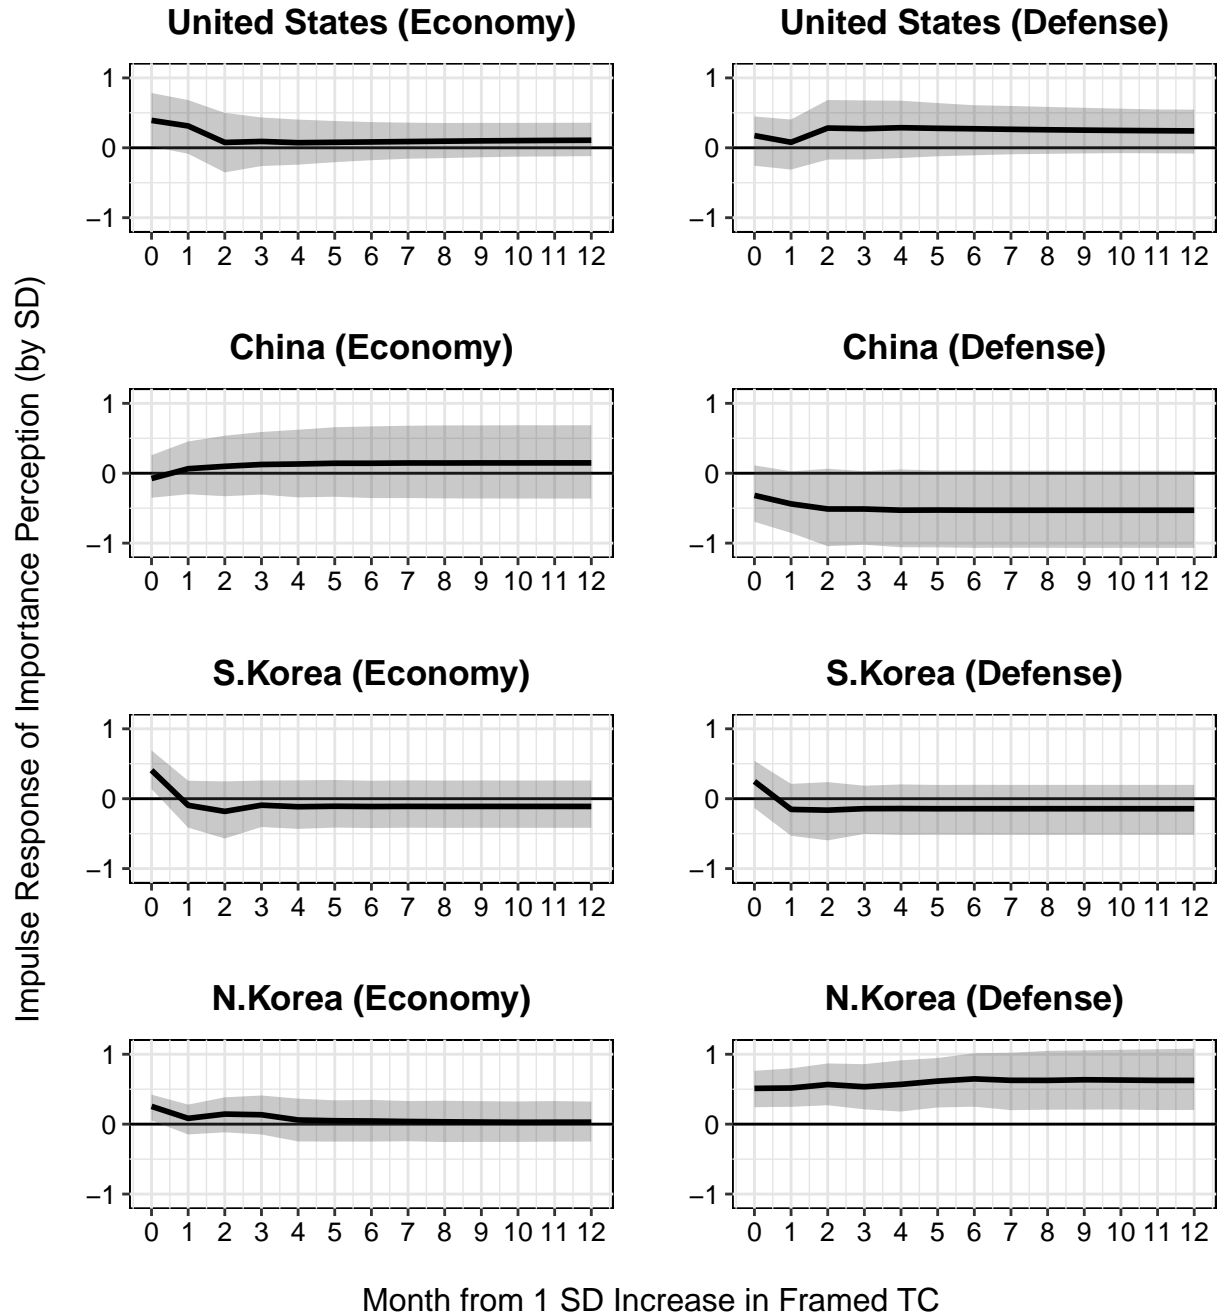 United States (Economy)
United States (Defense)
1
0
−1
0 1 2 3 4 5 6 7 8 9 10 11 12
1
0
−1
0 1 2 3 4 5 6 7 8 9 10 11 12
China (Economy)
China (Defense)
1
0
−1
0 1 2 3 4 5 6 7 8 9 10 11 12
1
0
−1
0 1 2 3 4 5 6 7 8 9 10 11 12
S.Korea (Economy)
S.Korea (Defense)
1
0
−1
0 1 2 3 4 5 6 7 8 9 10 11 12
1
0
−1
0 1 2 3 4 5 6 7 8 9 10 11 12
N.Korea (Economy)
N.Korea (Defense)
1
0
−1
0 1 2 3 4 5 6 7 8 9 10 11 12
1
0
−1
0 1 2 3 4 5 6 7 8 9 10 11 12
Impulse Response of Importance Perception (by SD)
Month from 1 SD Increase in Framed TC